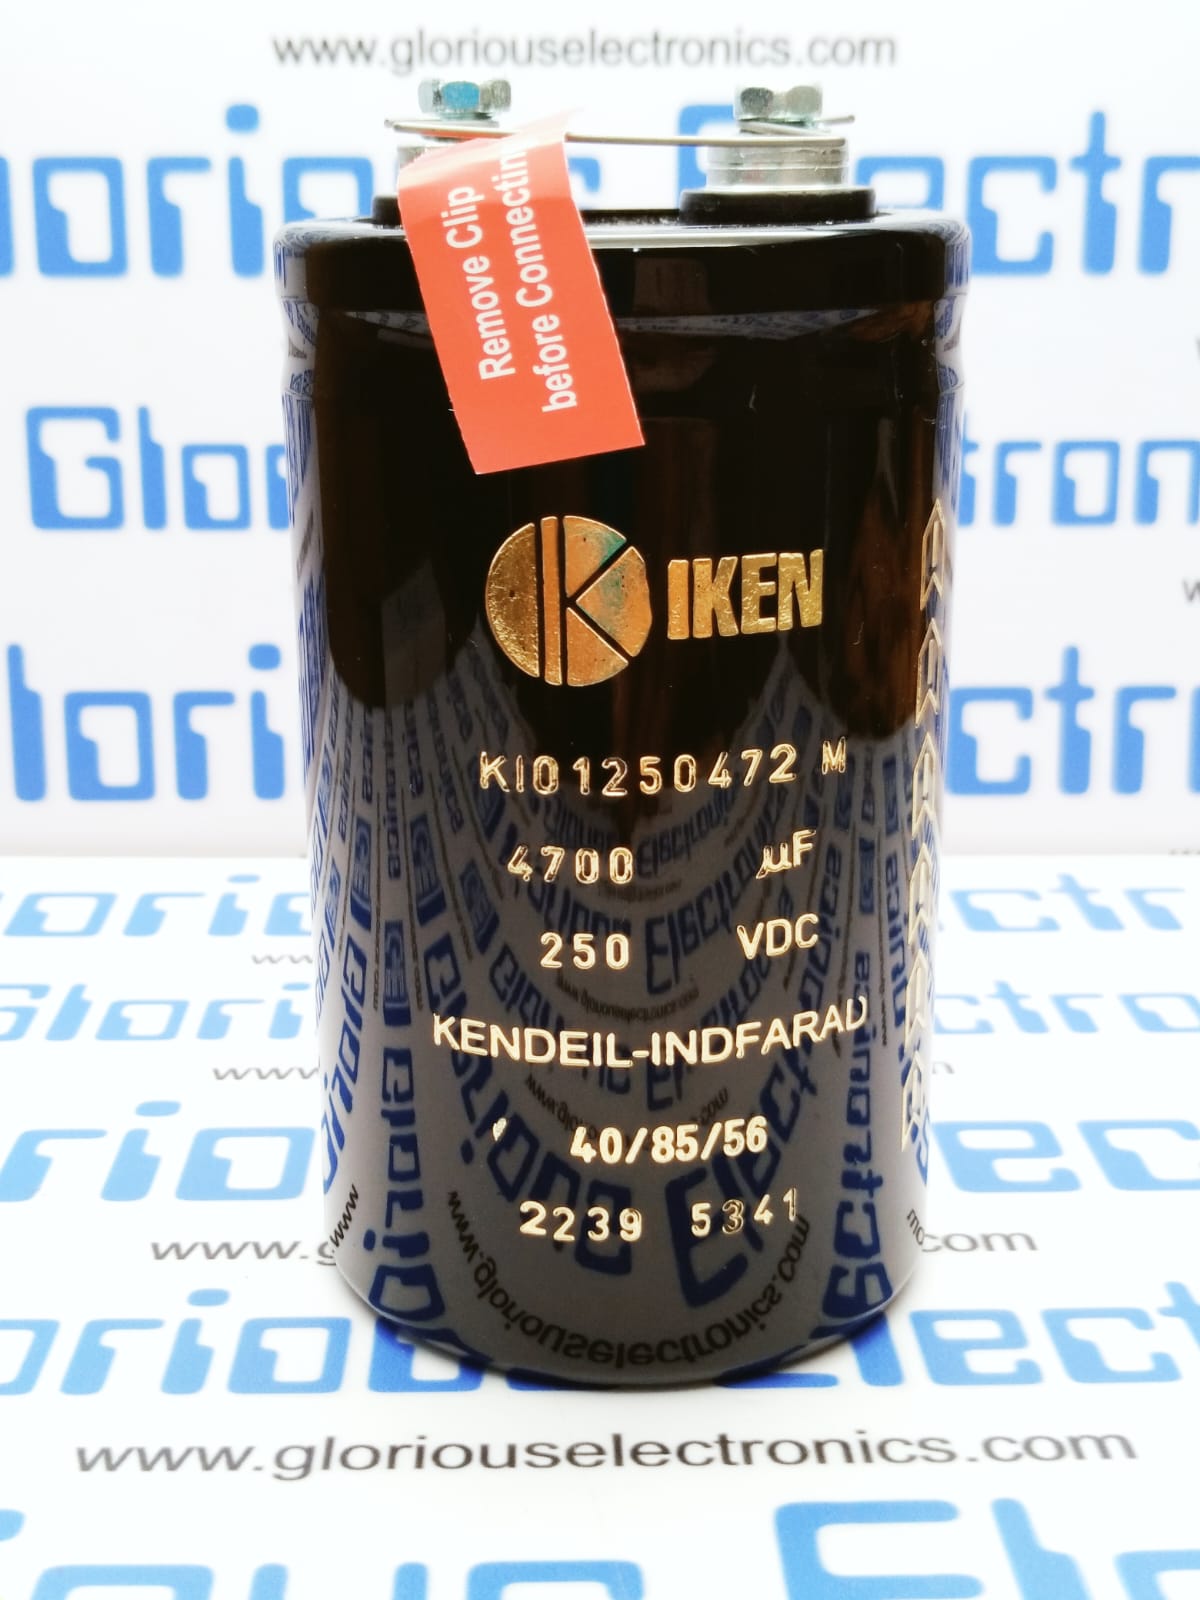 www.gloriouselectronics.com
Remove Clip
before Connectin
K IKEN
KI01250472 M
4700 µF
250 VDC
KENDEIL-INDFARAD
40/85/56
2239 5341
www.gloriouselectronics.com